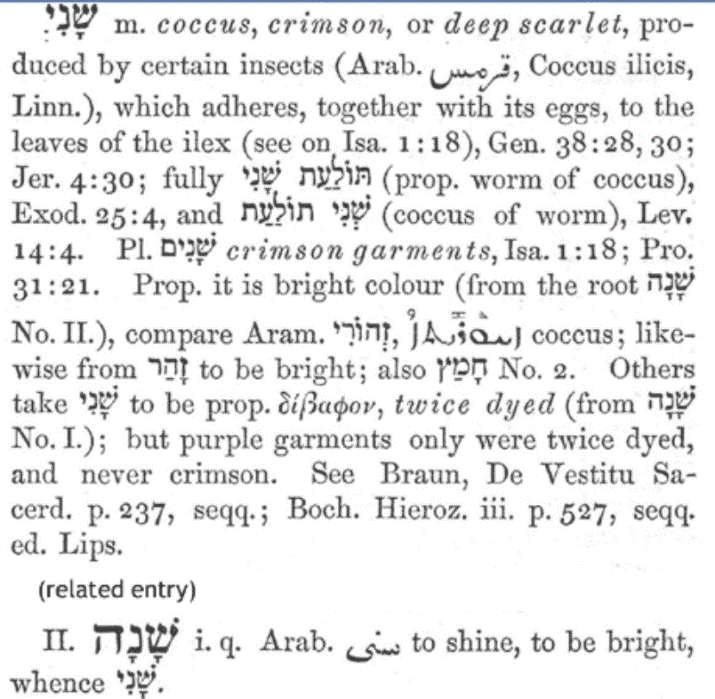 שָׁנִי m. coccus, crimson, or deep scarlet, pro-
duced by certain insects (Arab. قرمس, Coccus ilicis,
Linn.), which adheres, together with its eggs, to the
leaves of the ilex (see on Isa. 1:18), Gen. 38:28, 30;
Jer. 4:30; fully תּוֹלַעַת שָׁנִי (prop. worm of coccus),
Exod. 25:4, and שְׁנִי תוֹלַעַת (coccus of worm), Lev.
14:4. Pl. שָׁנִים crimson garments, Isa. 1:18; Pro.
31:21. Prop. it is bright colour (from the root שָׁנָה
No. II.), compare Aram. זְהוֹרִי, coccus; like-
wise from זָהַר to be bright; also חָמֵץ No. 2. Others
take שָׁנִי to be prop. δίβαφον, twice dyed (from שָׁנָה
No. I.); but purple garments only were twice dyed,
and never crimson. See Braun, De Vestitu Sa-
cerd. p. 237, seqq.; Boch. Hieroz. iii. p. 527, seqq.
ed. Lips.
(related entry)
II. שָׁנָה i. q. Arab. سنى to shine, to be bright,
whence שָׁנִי.